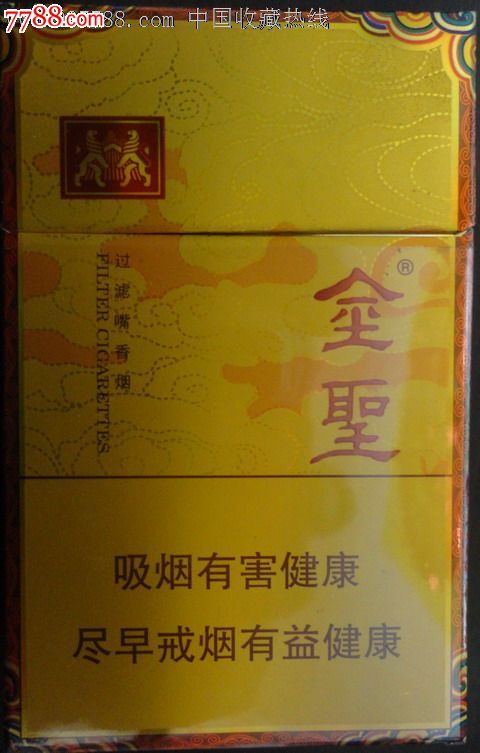 7788.com 中国收藏热线
金聖®
过滤嘴香烟
FILTER CIGARETTES
吸烟有害健康
尽早戒烟有益健康